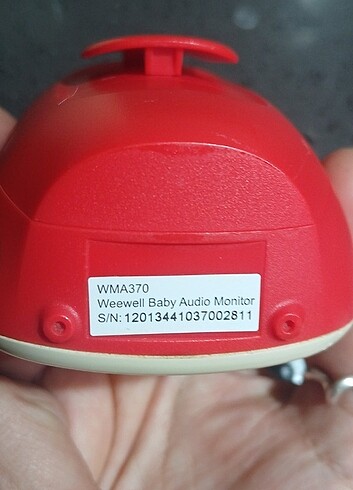 WMA370
Weewell Baby Audio Monitor
S/N: 12013441037002811